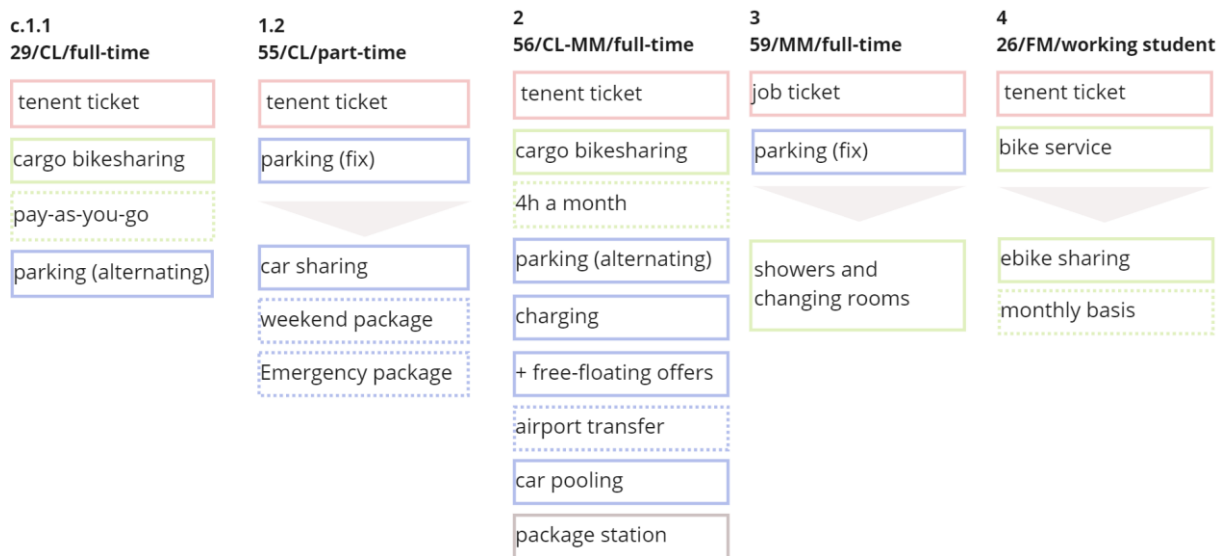 c.1.1
29/CL/full-time
tenent ticket
cargo bikesharing
pay-as-you-go
parking (alternating)
1.2
55/CL/part-time
tenent ticket
parking (fix)
car sharing
weekend package
Emergency package
2
56/CL-MM/full-time
tenent ticket
cargo bikesharing
4h a month
parking (alternating)
charging
+ free-floating offers
airport transfer
car pooling
package station
3
59/MM/full-time
job ticket
parking (fix)
showers and
changing rooms
4
26/FM/working student
tenent ticket
bike service
ebike sharing
monthly basis